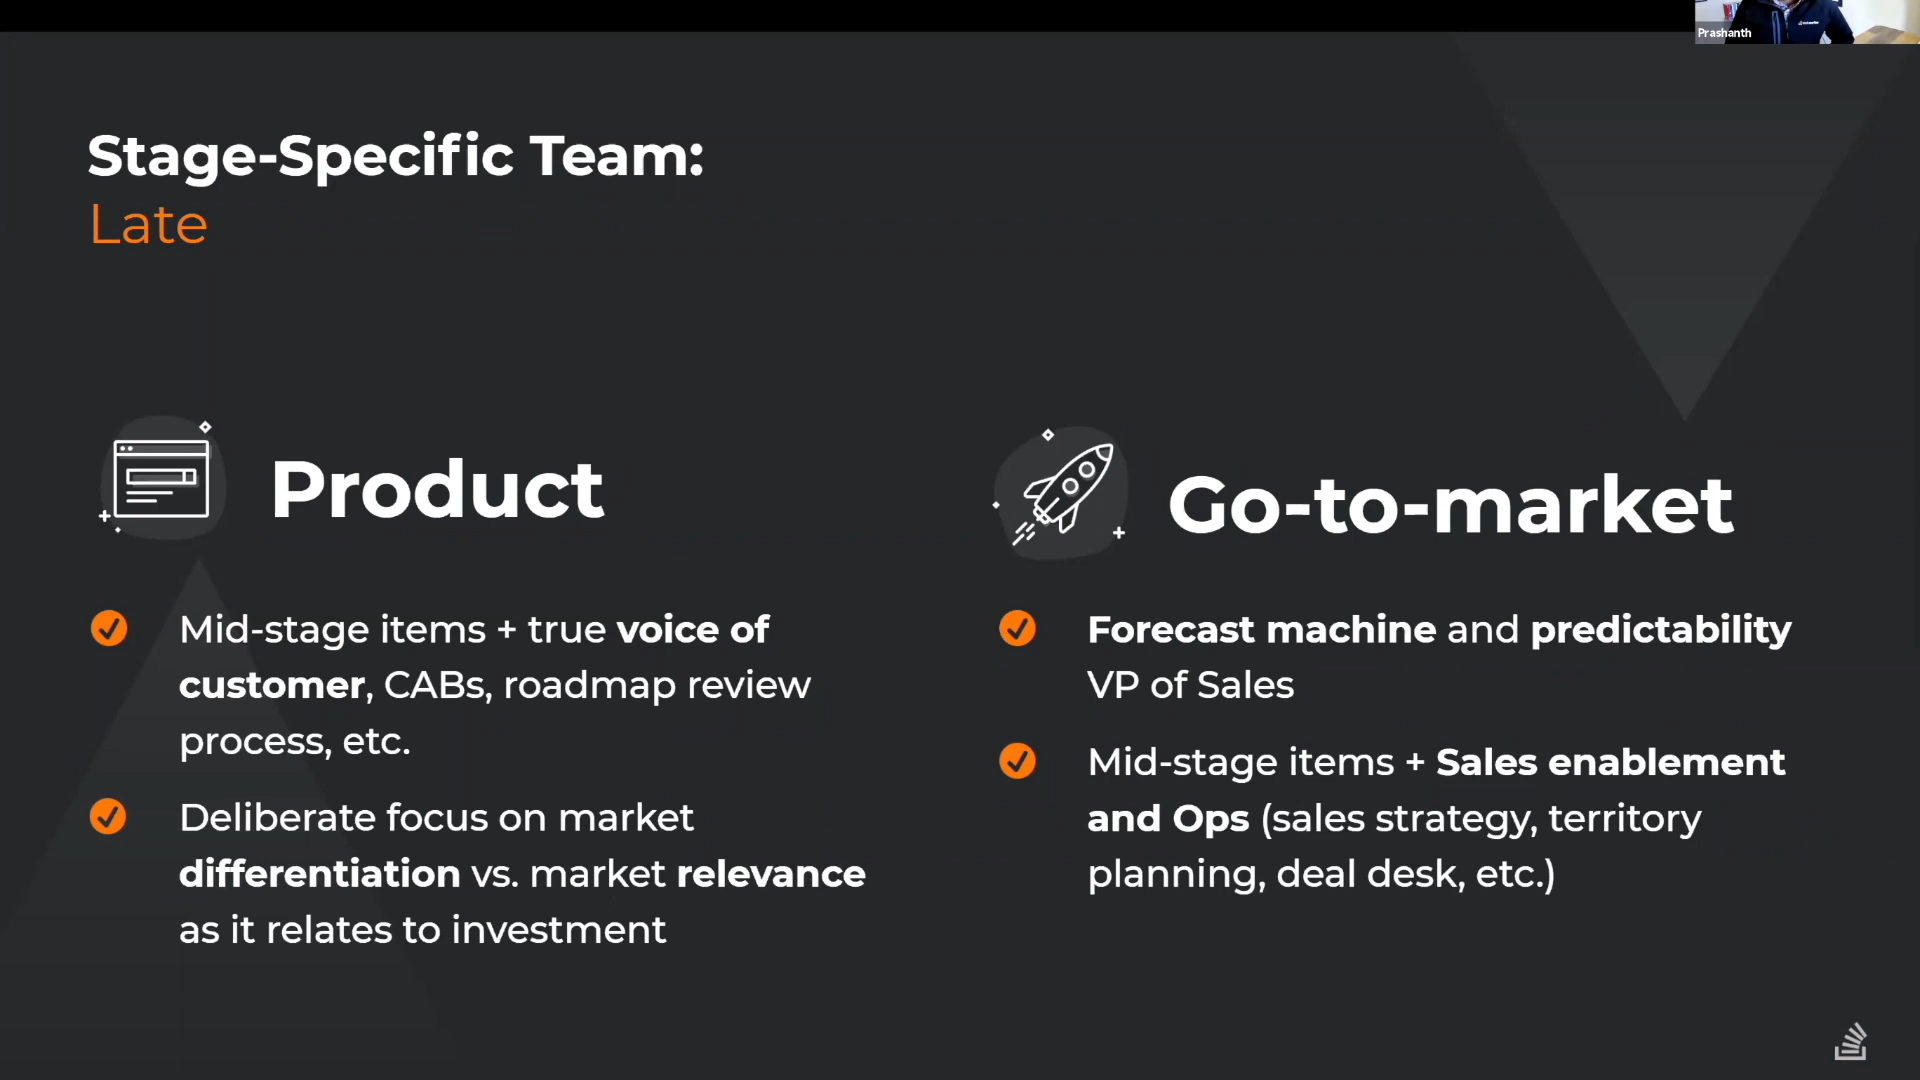 Prashanth
Stage-Specific Team:
Late
Product
Mid-stage items + true voice of
customer, CABs, roadmap review
process, etc.
Deliberate focus on market
differentiation vs. market relevance
as it relates to investment
Go-to-market
Forecast machine and predictability
VP of Sales
Mid-stage items + Sales enablement
and Ops (sales strategy, territory
planning, deal desk, etc.)